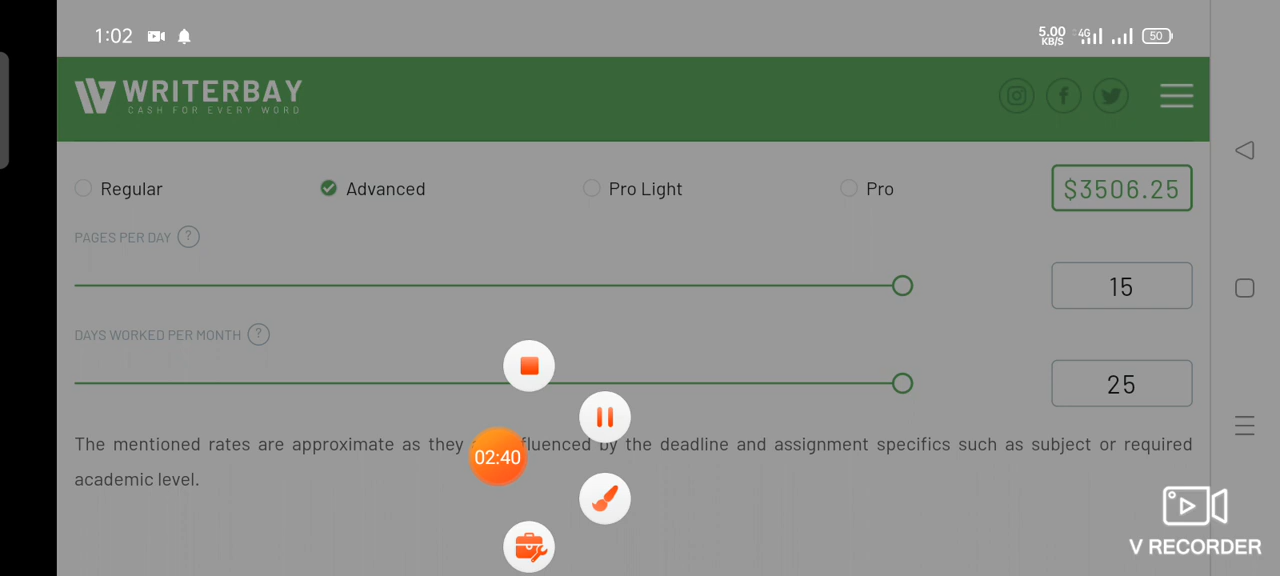 1:02
5.00 KB/S 4G 50
WRITERBAY
CASH FOR EVERY WORD
Regular Advanced Pro Light Pro $3506.25
PAGES PER DAY ?
15
DAYS WORKED PER MONTH ?
25
The mentioned rates are approximate as they fluenced by the deadline and assignment specifics such as subject or required
academic level.
02:40
V RECORDER